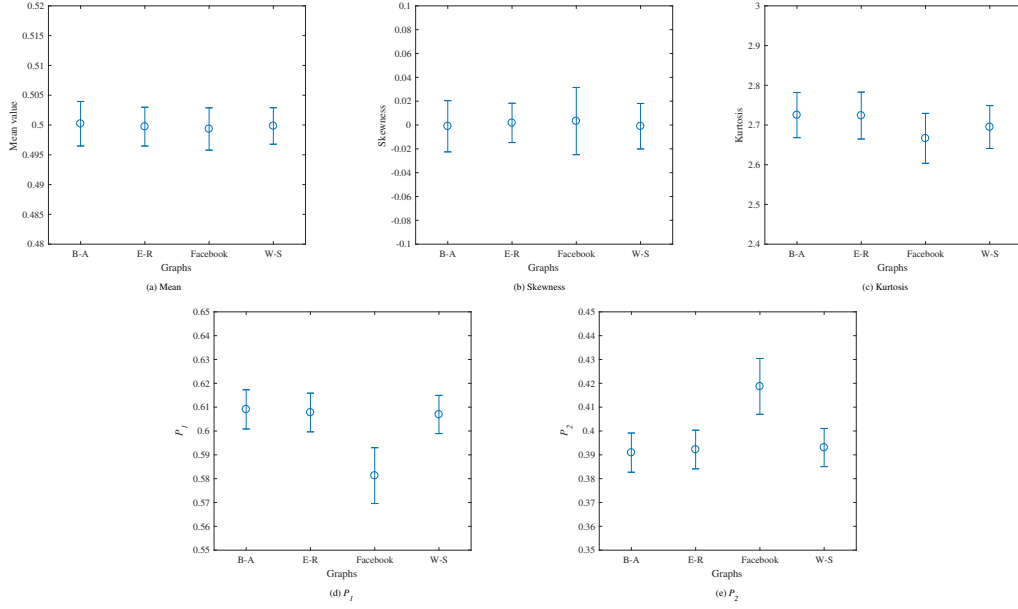 0.52
0.515
0.51
0.505
0.5
0.495
0.49
0.485
0.48
Mean value
B-A E-R Facebook W-S
Graphs
(a) Mean
0.1
0.08
0.06
0.04
0.02
0
-0.02
-0.04
-0.06
-0.08
-0.1
Skewness
B-A E-R Facebook W-S
Graphs
(b) Skewness
3
2.9
2.8
2.7
2.6
2.5
2.4
Kurtosis
B-A E-R Facebook W-S
Graphs
(c) Kurtosis
0.65
0.64
0.63
0.62
0.61
0.6
0.59
0.58
0.57
0.56
0.55
P1
B-A E-R Facebook W-S
Graphs
(d) P1
0.45
0.44
0.43
0.42
0.41
0.4
0.39
0.38
0.37
0.36
0.35
P2
B-A E-R Facebook W-S
Graphs
(e) P2